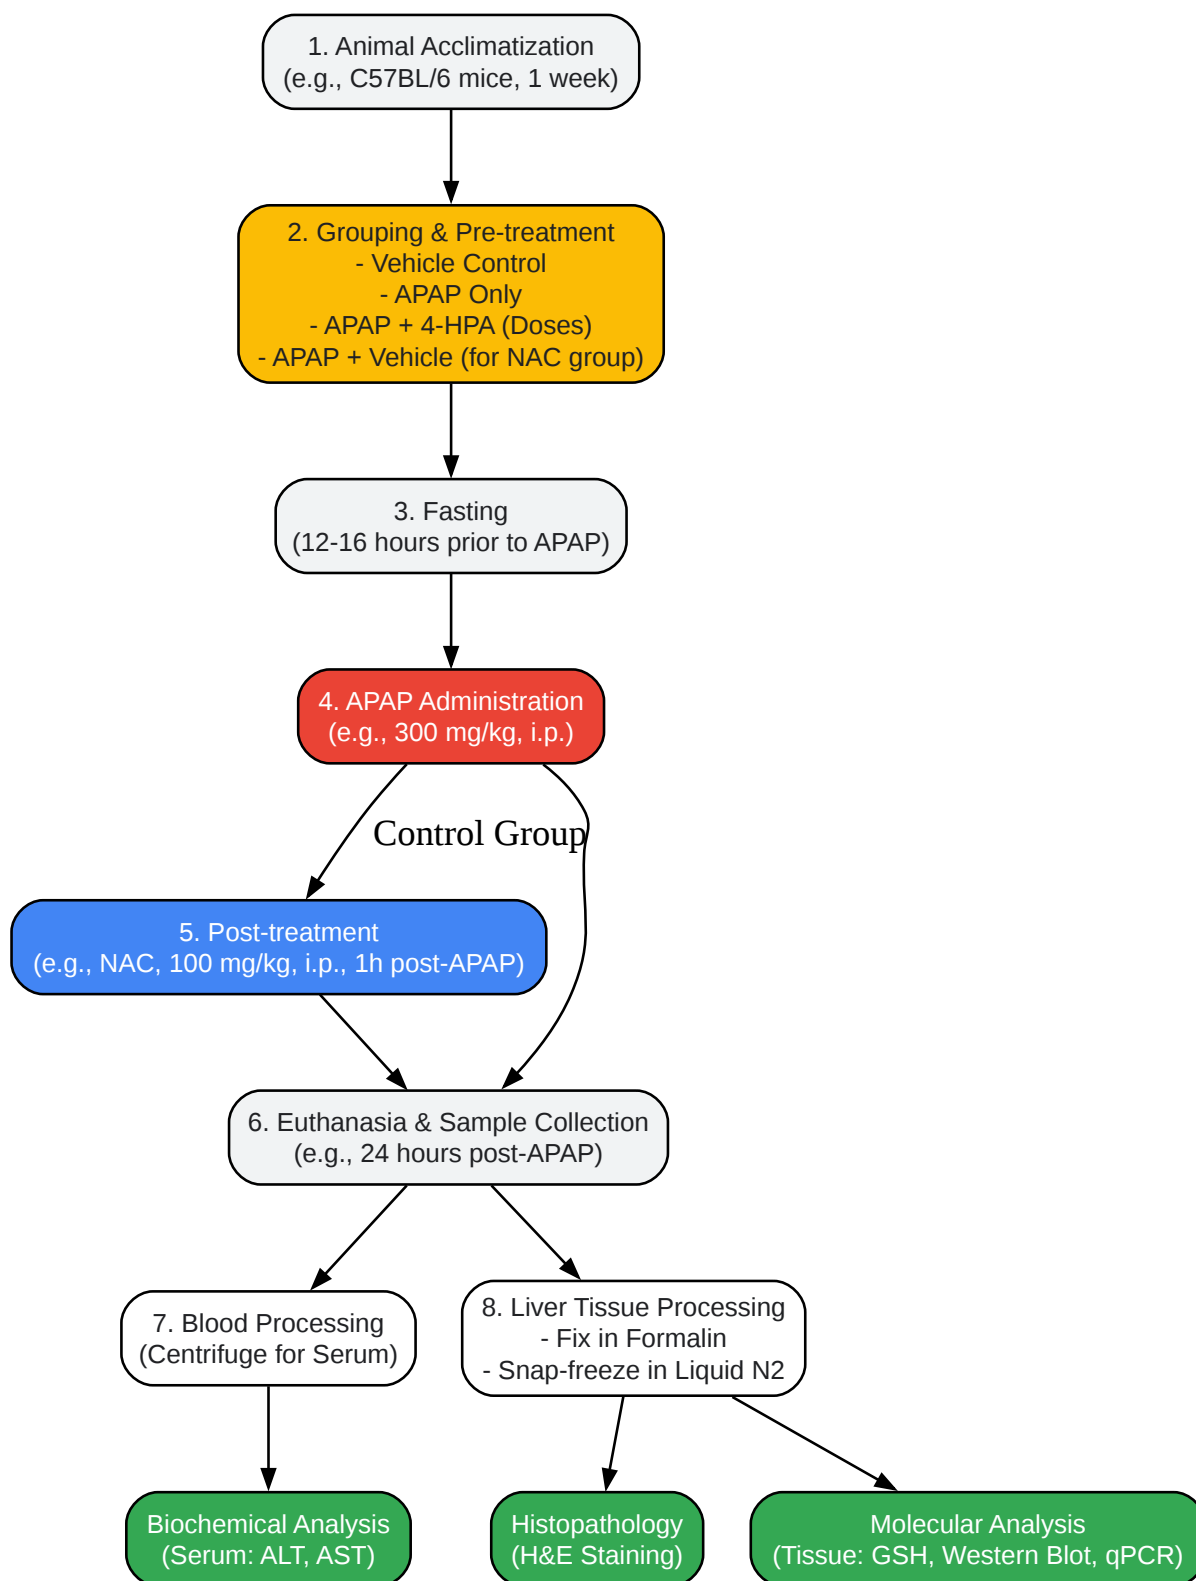 1. Animal Acclimatization
(e.g., C57BL/6 mice, 1 week)
2. Grouping & Pre-treatment
- Vehicle Control
- APAP Only
- APAP + 4-HPA (Doses)
- APAP + Vehicle (for NAC group)
3. Fasting
(12-16 hours prior to APAP)
4. APAP Administration
(e.g., 300 mg/kg, i.p.)
Control Group
5. Post-treatment
(e.g., NAC, 100 mg/kg, i.p., 1h post-APAP)
6. Euthanasia & Sample Collection
(e.g., 24 hours post-APAP)
7. Blood Processing
(Centrifuge for Serum)
8. Liver Tissue Processing
- Fix in Formalin
- Snap-freeze in Liquid N2
Biochemical Analysis
(Serum: ALT, AST)
Histopathology
(H&E Staining)
Molecular Analysis
(Tissue: GSH, Western Blot, qPCR)